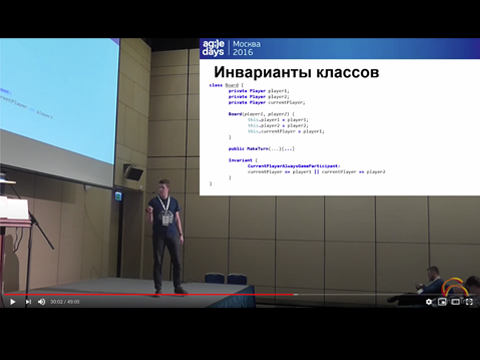 agile days
Москва
2016
Инварианты классов
class Board {
private Player player1;
private Player player2;
private Player currentPlayer;
Board(player1, player2) {
this.player1 = player1;
this.player2 = player2;
this.currentPlayer = player1;
}
public MakeTurn(...){...}
Invariant {
CurrentPlayerAlwaysGameParticipant:
currentPlayer == player1 || currentPlayer == player2
}
}
30:02 / 49:05